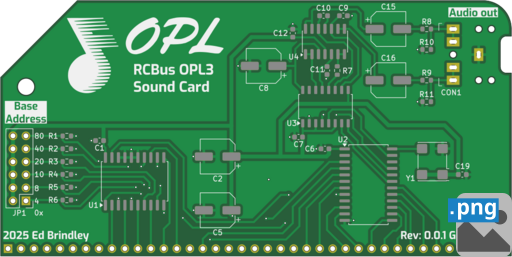 OPL
RCBus OPL3
Sound Card
Audio out
C10 C9
C15
R8
C12
R10
U4
C11 R7
C8
C16
R9
CON1
R11
Base
Address
U3
C7
U2
C6
80 R1
40 R2
20 R3
10 R4
8 R5
4 R6
JP1 0x
C1
U1
C2
C5
Y1
C19
2025 Ed Brindley
Rev: 0.0.1 G
.png